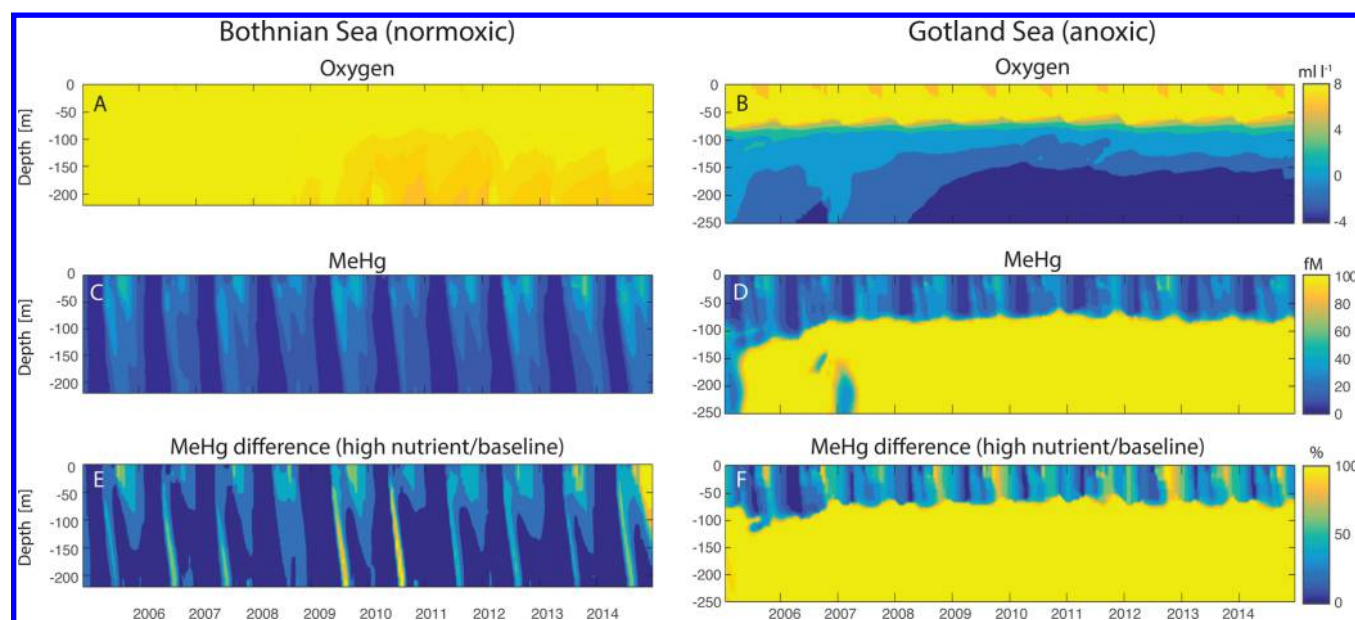 Bothnian Sea (normoxic)
Gotland Sea (anoxic)
Oxygen
Oxygen
ml l-1
A
B
Depth [m]
0
-50
-100
-150
-200
0
-50
-100
-150
-200
-250
8
4
0
-4
MeHg
MeHg
fM
C
D
Depth [m]
0
-50
-100
-150
-200
0
-50
-100
-150
-200
-250
100
80
60
40
20
0
MeHg difference (high nutrient/baseline)
MeHg difference (high nutrient/baseline)
%
E
F
Depth [m]
0
-50
-100
-150
-200
0
-50
-100
-150
-200
-250
100
50
0
2006 2007 2008 2009 2010 2011 2012 2013 2014
2006 2007 2008 2009 2010 2011 2012 2013 2014